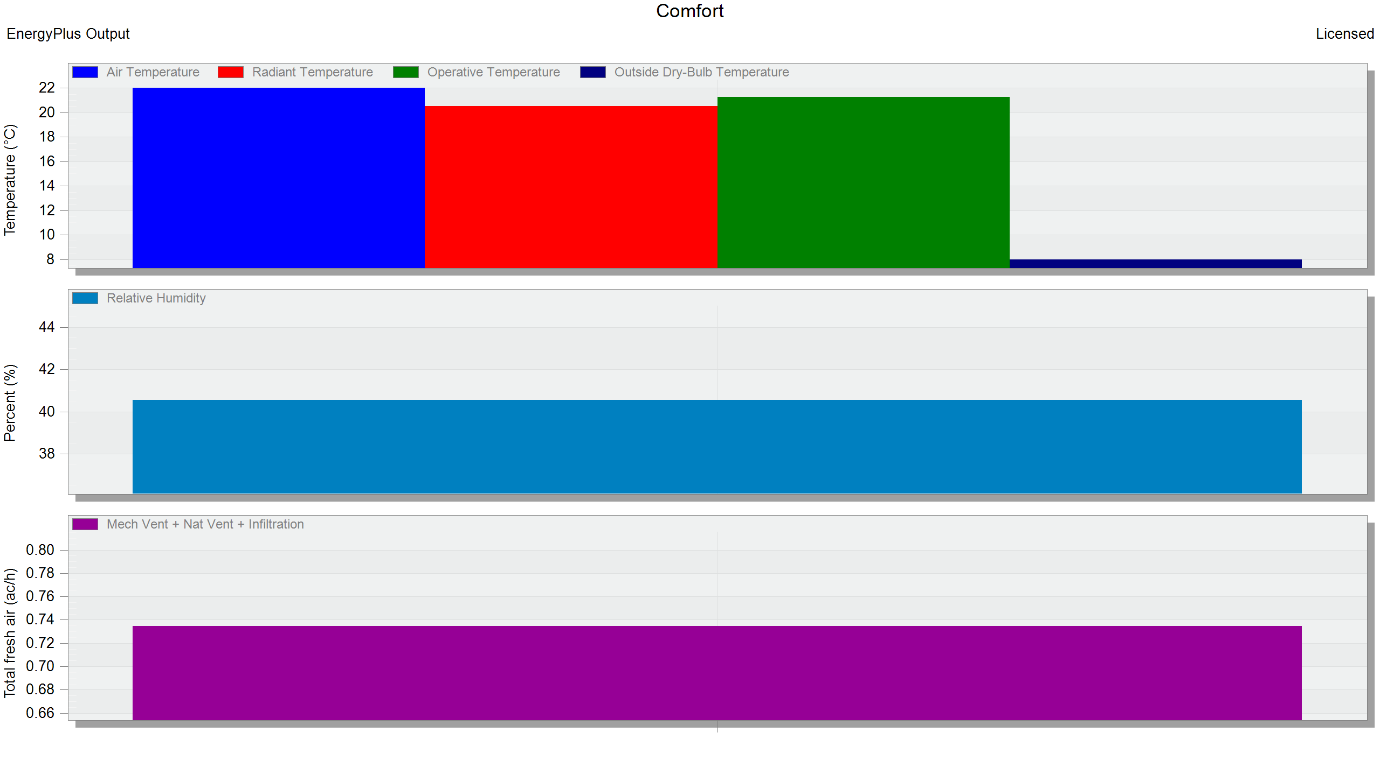 Comfort
EnergyPlus Output
Licensed
Air Temperature Radiant Temperature Operative Temperature Outside Dry-Bulb Temperature
Temperature (°C)
22
20
18
16
14
12
10
8
Relative Humidity
Percent (%)
44
42
40
38
Mech Vent + Nat Vent + Infiltration
Total fresh air (ac/h)
0.80
0.78
0.76
0.74
0.72
0.70
0.68
0.66